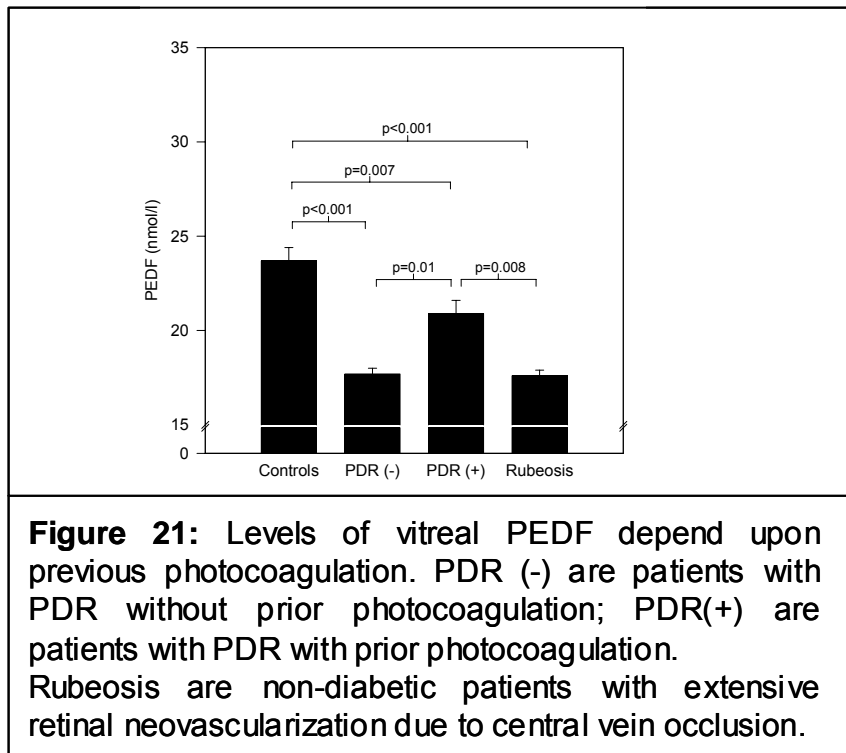 35
30
25
20
15
0
PEDF (nmol/l)
p<0.001
p=0.007
p<0.001
p=0.01
p=0.008
Controls PDR (-) PDR (+) Rubeosis
Figure 21: Levels of vitreal PEDF depend upon
previous photocoagulation. PDR (-) are patients with
PDR without prior photocoagulation; PDR(+) are
patients with PDR with prior photocoagulation.
Rubeosis are non-diabetic patients with extensive
retinal neovascularization due to central vein occlusion.